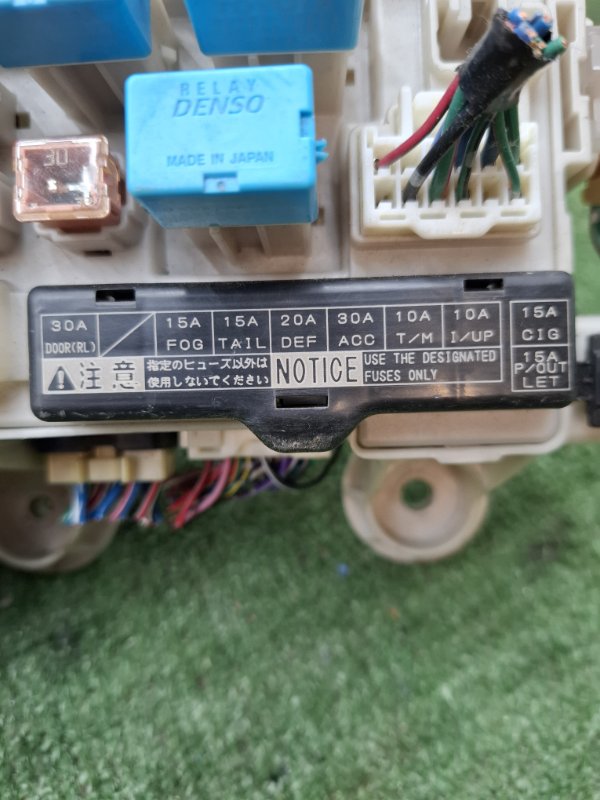 RELAY
DENSO
MADE IN JAPAN
30
30A 15A 15A 20A 30A 10A 10A 15A
DOOR(RL) FOG TAIL DEF ACC T/M I/UP CIG
注意
指定のヒューズ以外は
使用しないでください
NOTICE
USE THE DESIGNATED
FUSES ONLY
15A
P/OUT
LET